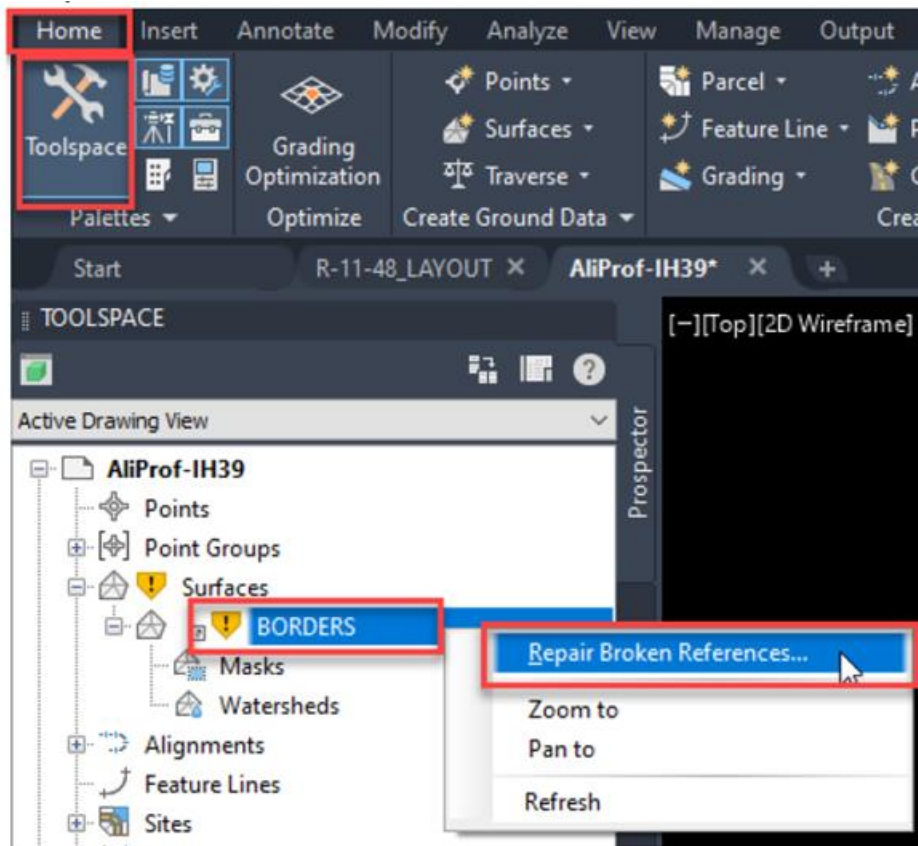 Home Insert Annotate Modify Analyze View Manage Output
Toolspace
Grading Optimization
Points
Surfaces
Traverse
Parcel
Feature Line
Grading
Palettes Optimize Create Ground Data
Start R-11-48_LAYOUT AliProf-IH39*
TOOLSPACE
[−][Top][2D Wireframe]
Active Drawing View
Prospector
AliProf-IH39
Points
Point Groups
Surfaces
BORDERS
Masks
Watersheds
Alignments
Feature Lines
Sites
Repair Broken References...
Zoom to
Pan to
Refresh